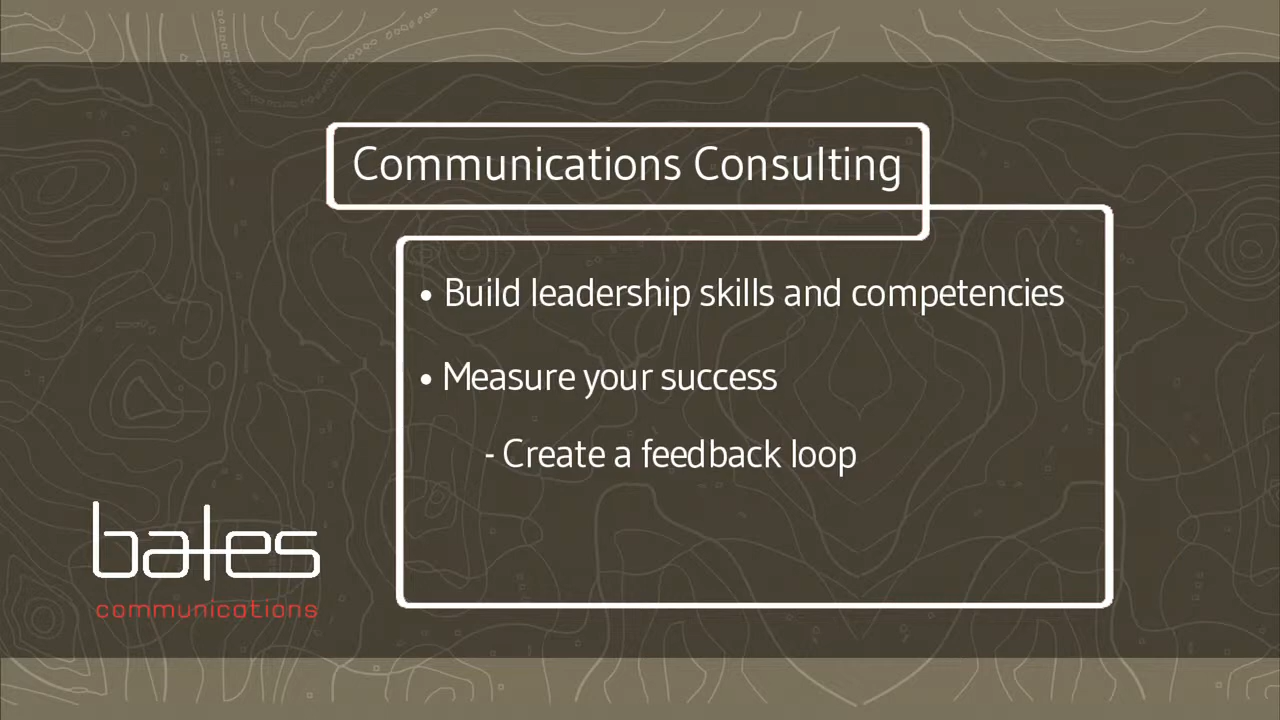 Communications Consulting
• Build leadership skills and competencies
• Measure your success
- Create a feedback loop
bates
communications